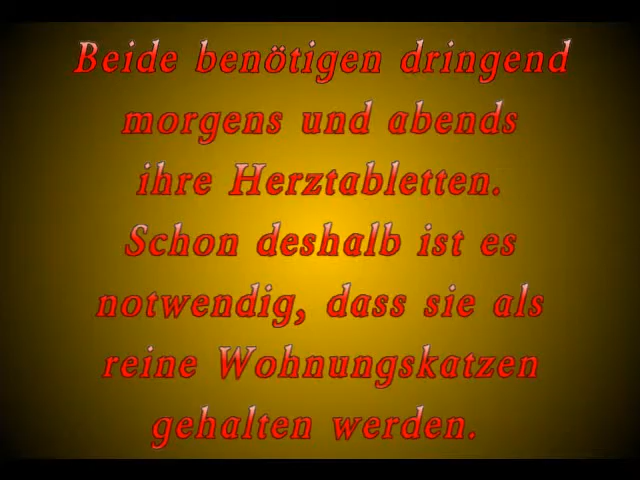 Beide benötigen dringend
morgens und abends
ihre Herztabletten.
Schon deshalb ist es
notwendig, dass sie als
reine Wohnungskatzen
gehalten werden.